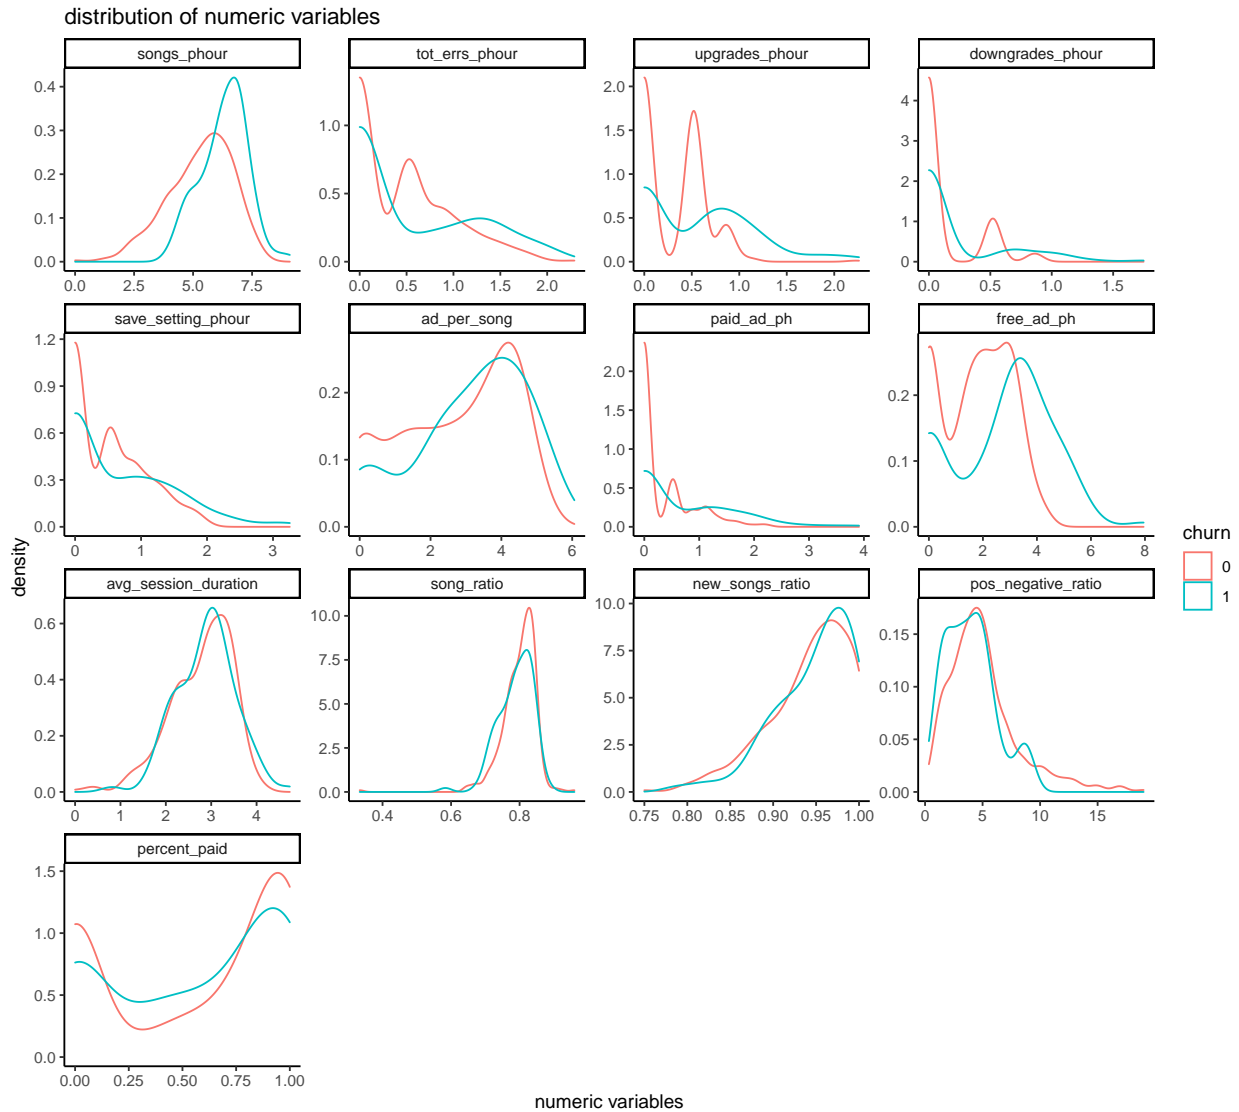 distribution of numeric variables
songs_phour tot_errs_phour upgrades_phour downgrades_phour
0.4
0.3
0.2
0.1
0.0
0.0 2.5 5.0 7.5
1.0
0.5
0.0
0.0 0.5 1.0 1.5 2.0
2.0
1.5
1.0
0.5
0.0
0.0 0.5 1.0 1.5 2.0
4
3
2
1
0
0.0 0.5 1.0 1.5
save_setting_phour ad_per_song paid_ad_ph free_ad_ph
1.2
0.9
0.6
0.3
0.0
0 1 2 3
0.2
0.1
0.0
0 2 4 6
2.0
1.5
1.0
0.5
0.0
0 1 2 3 4
0.2
0.1
0.0
0 2 4 6 8
avg_session_duration song_ratio new_songs_ratio pos_negative_ratio
0.6
0.4
0.2
0.0
0 1 2 3 4
10.0
7.5
5.0
2.5
0.0
0.4 0.6 0.8
10.0
7.5
5.0
2.5
0.0
0.75 0.80 0.85 0.90 0.95 1.00
0.15
0.10
0.05
0.00
0 5 10 15
percent_paid
1.5
1.0
0.5
0.0
0.00 0.25 0.50 0.75 1.00
density
numeric variables
churn
0
1